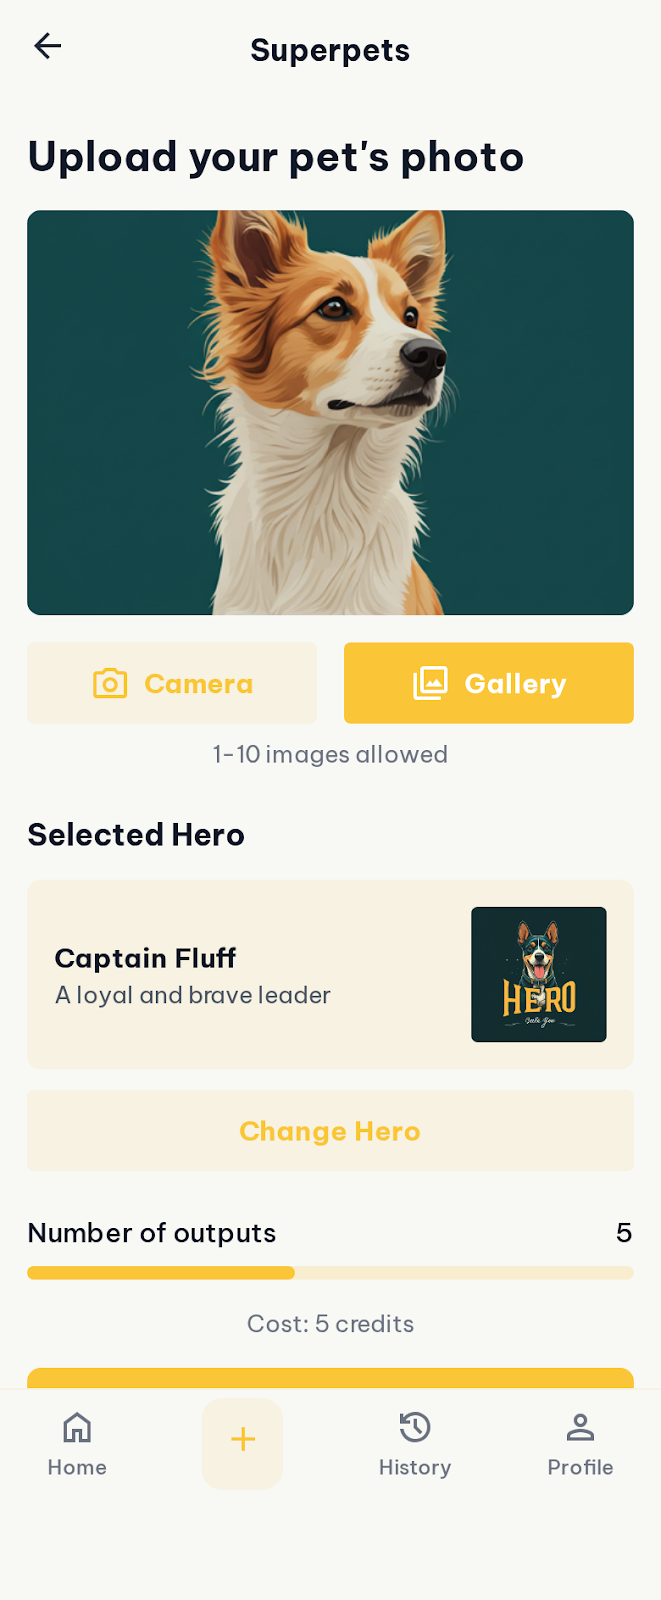 Superpets
Upload your pet's photo
Camera
Gallery
1-10 images allowed
Selected Hero
Captain Fluff
A loyal and brave leader
HERO
Change Hero
Number of outputs
5
Cost: 5 credits
Home
History
Profile